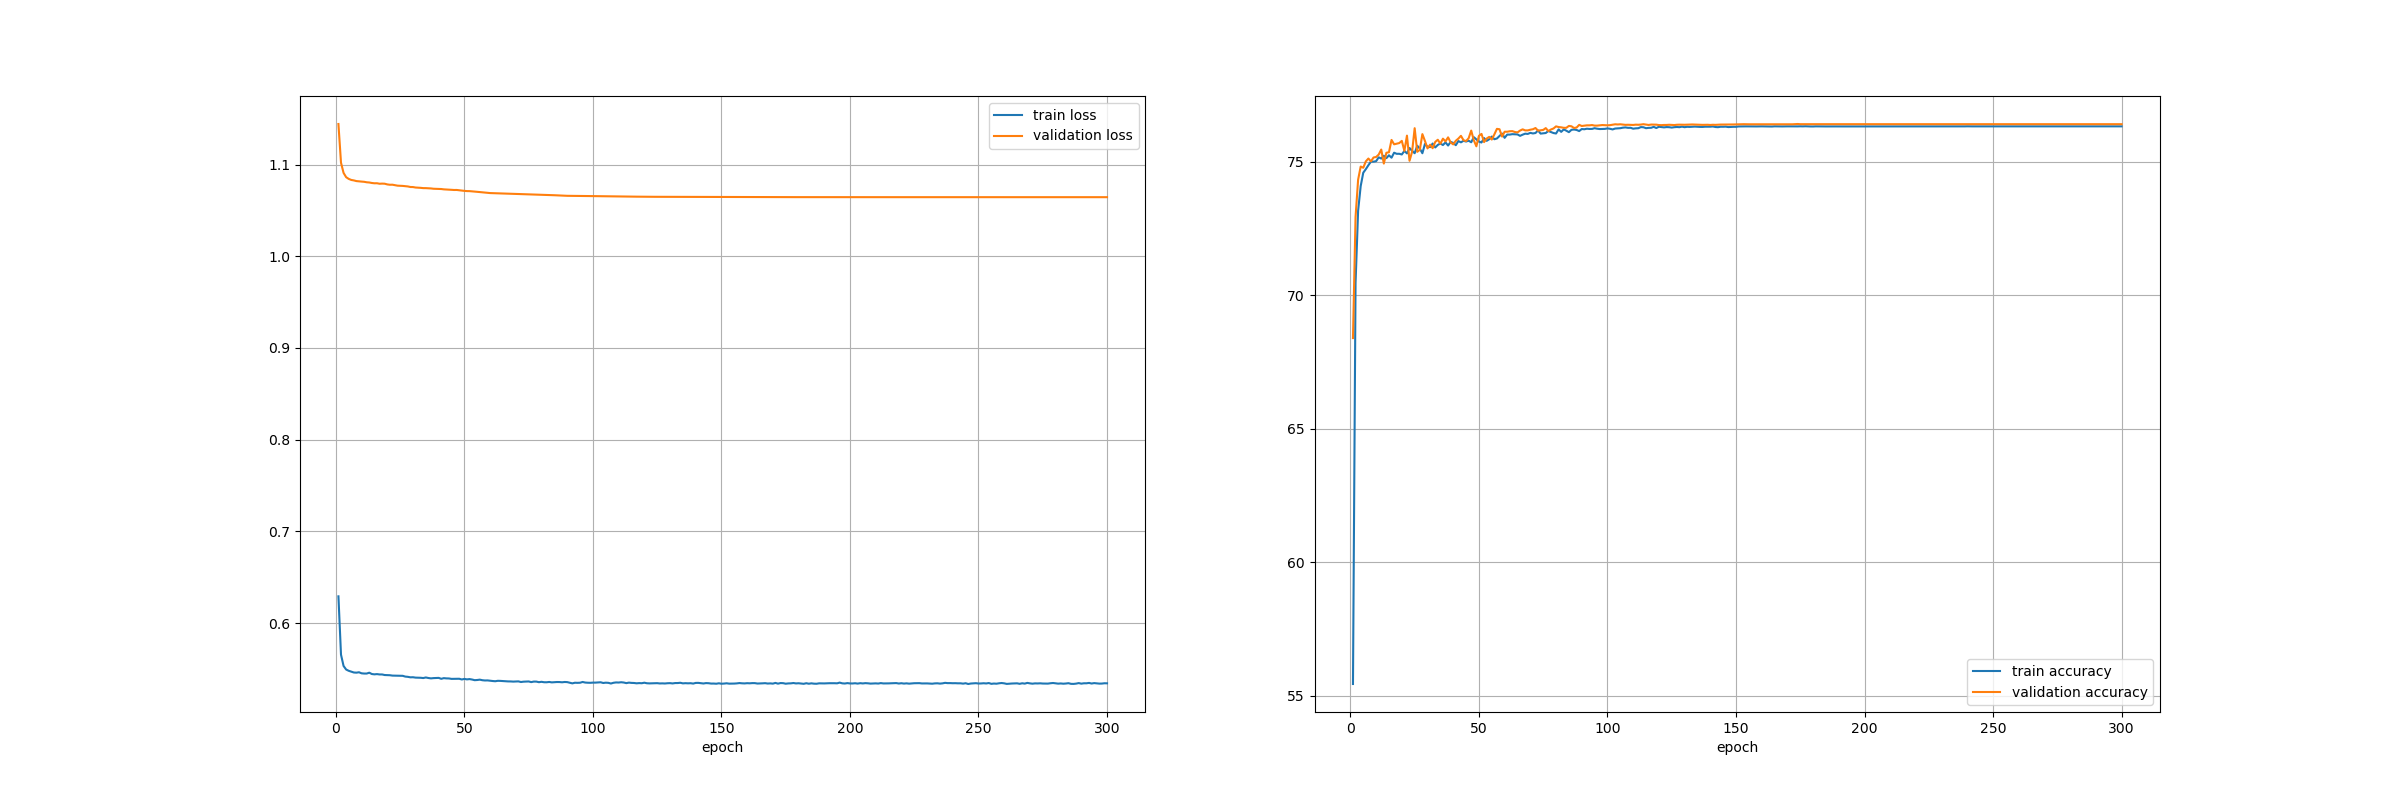 train loss
validation loss
1.1
1.0
0.9
0.8
0.7
0.6
0 50 100 150 200 250 300
epoch
75
70
65
60
55
train accuracy
validation accuracy
0 50 100 150 200 250 300
epoch